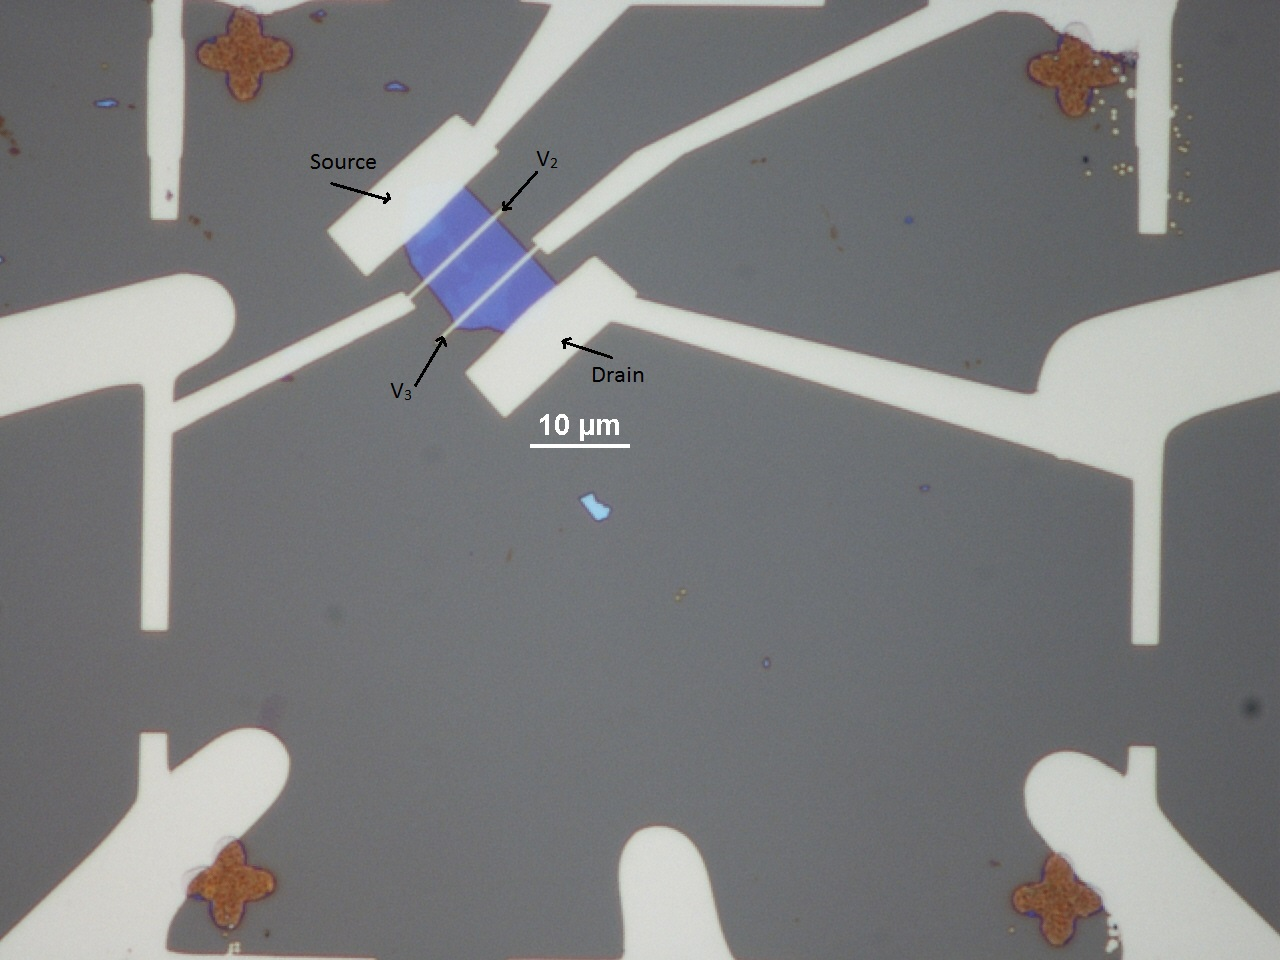 Source
V₂
V₃
Drain
10 µm